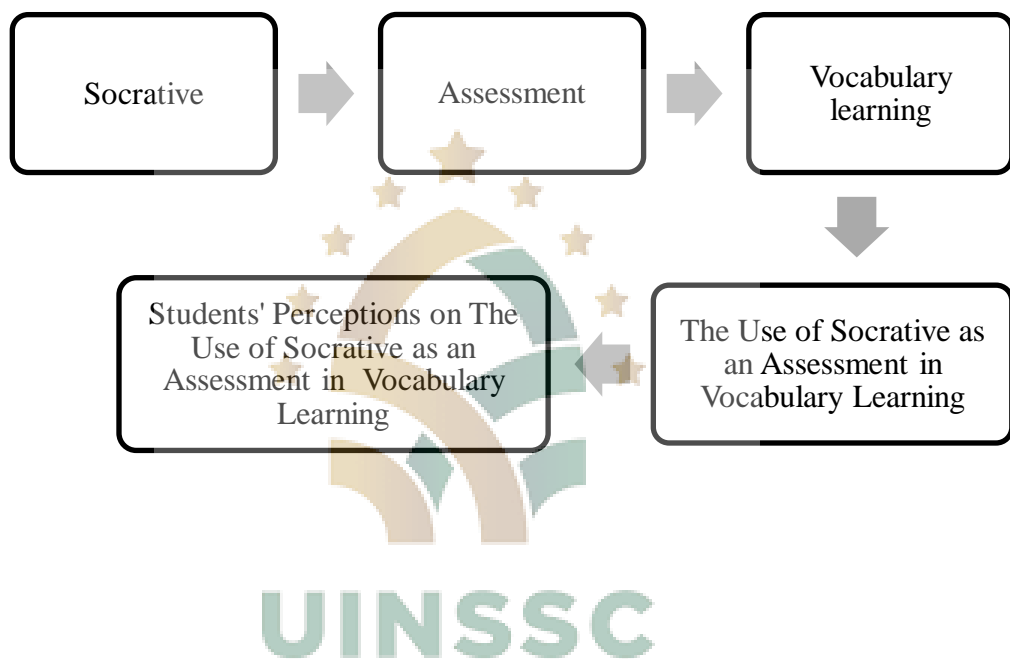 Socrative
Assessment
Vocabulary
learning
Students' Perceptions on The
Use of Socrative as an
Assessment in Vocabulary
Learning
The Use of Socrative as
an Assessment in
Vocabulary Learning
UINSSC